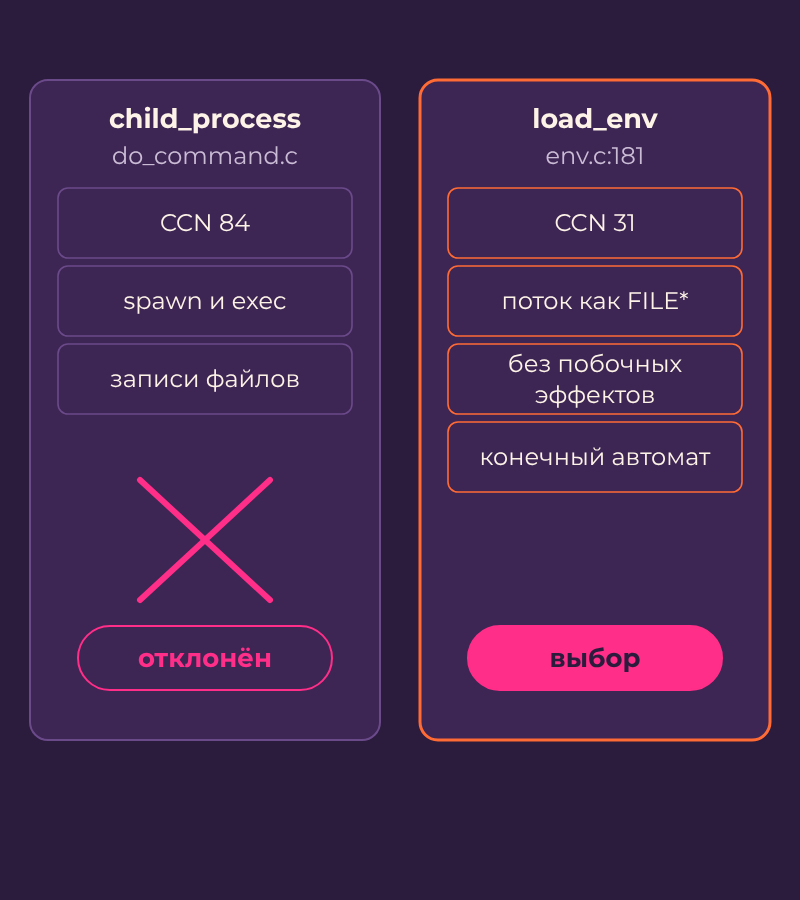 child_process
do_command.c
CCN 84
spawn и exec
записи файлов
отклонён
load_env
env.c:181
CCN 31
поток как FILE*
без побочных
эффектов
конечный автомат
выбор